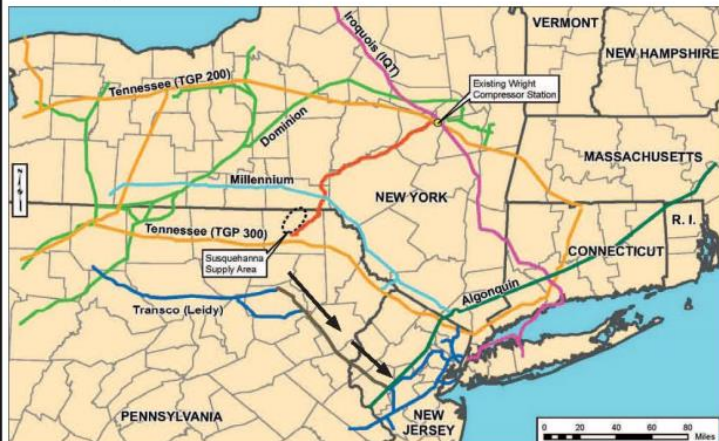 VERMONT
NEW HAMPSHIRE
Iroquois (IQT)
Tennessee (TGP 200)
Existing Wright
Compressor Station
Dominion
MASSACHUSETTS
Millennium
NEW YORK
R. I.
CONNECTICUT
Tennessee (TGP 300)
Susquehanna
Supply Area
Algonquin
Transco (Leidy)
PENNSYLVANIA
NEW
JERSEY
0 20 40 60 80
Miles